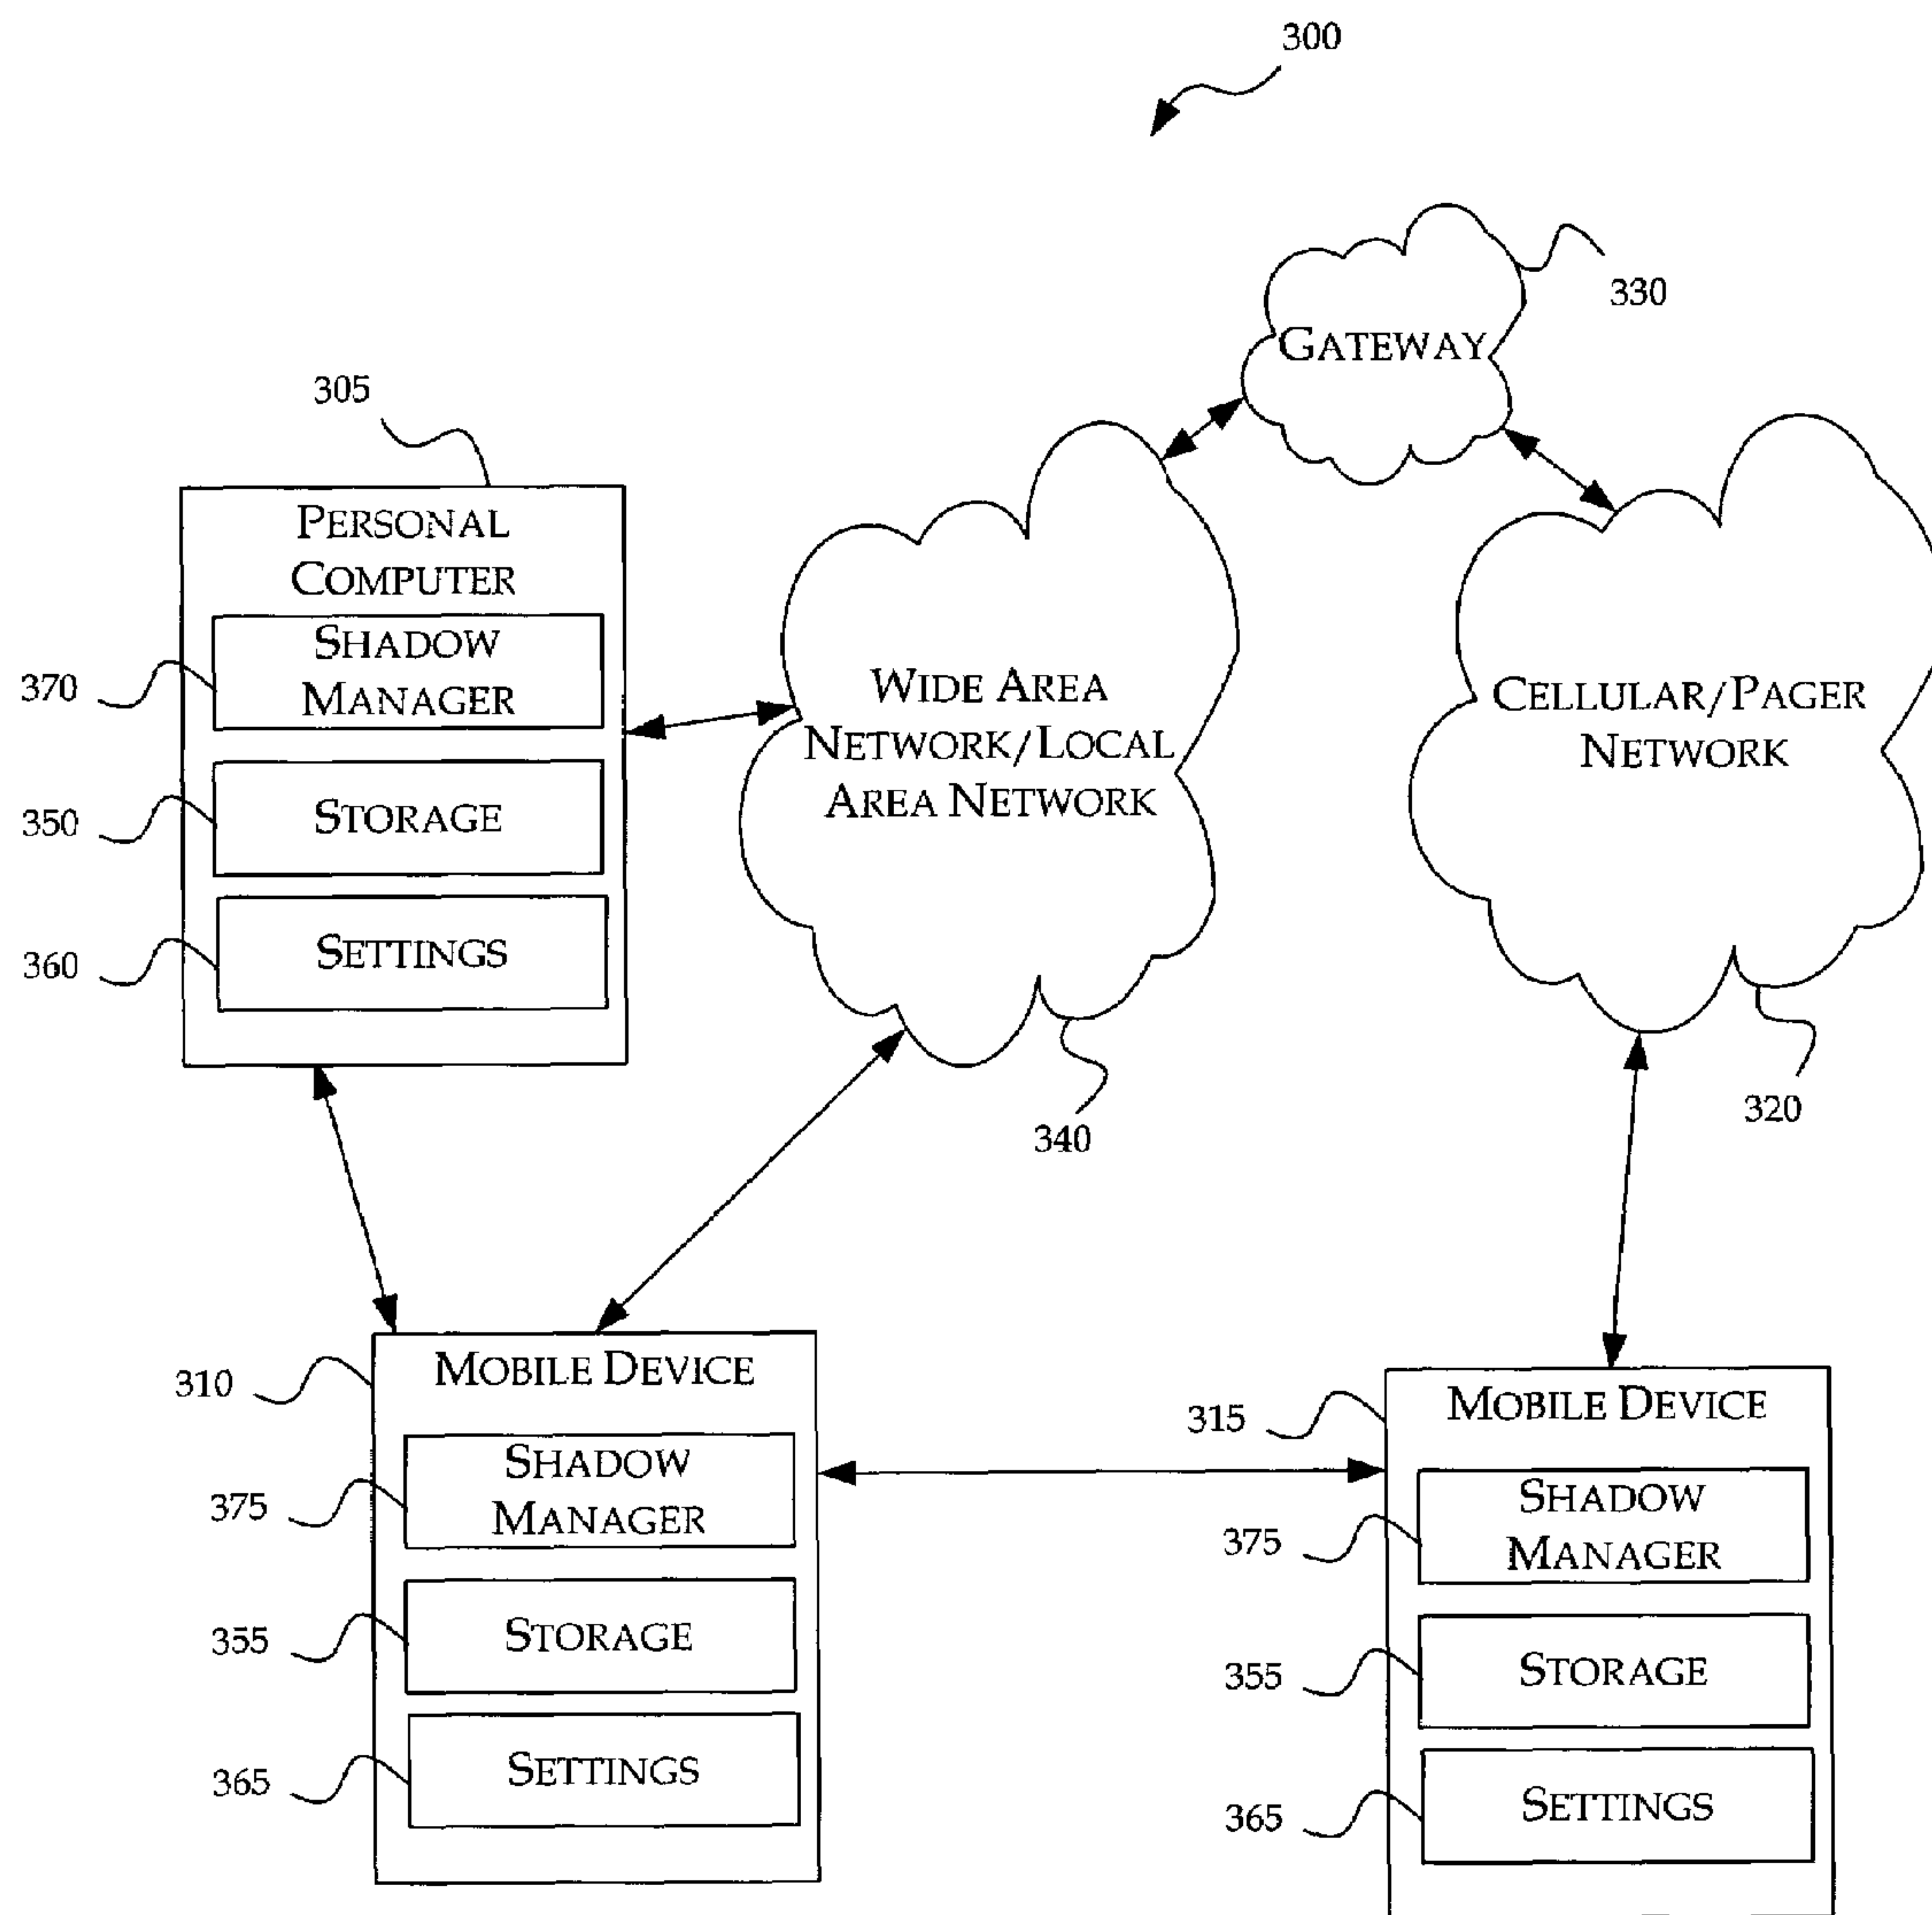 300
330
GATEWAY
305
PERSONAL
COMPUTER
SHADOW
MANAGER
370
STORAGE
350
SETTINGS
360
WIDE AREA
NETWORK/LOCAL
AREA NETWORK
340
CELLULAR/PAGER
NETWORK
320
310
MOBILE DEVICE
SHADOW
MANAGER
375
STORAGE
355
SETTINGS
365
315
MOBILE DEVICE
SHADOW
MANAGER
375
STORAGE
355
SETTINGS
365